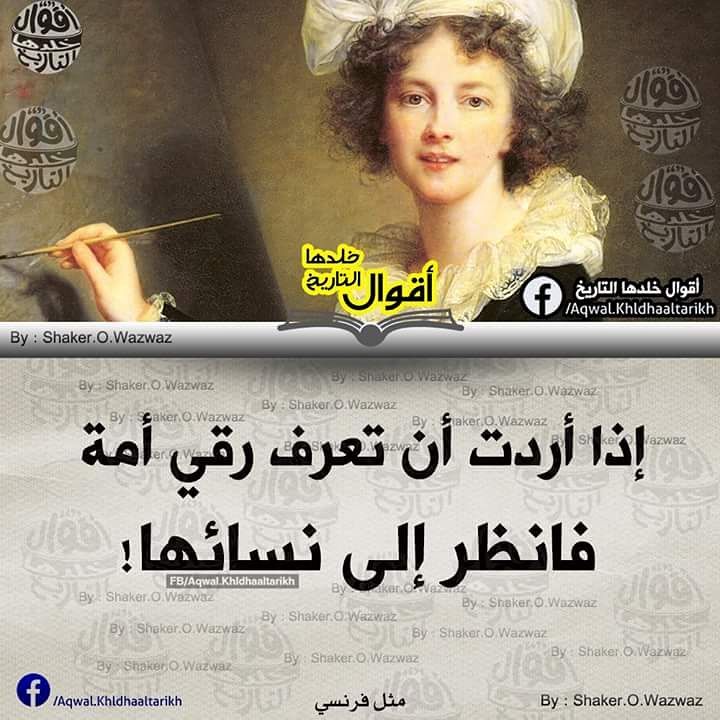 أقوال
خلدها
التاريخ
أقوال خلدها التاريخ
/Aqwal.Khldhaaltarikh
By : Shaker.O.Wazwaz
إذا أردت أن تعرف رقي أمة
فانظر إلى نسائها!
FB/Aqwal.Khldhaaltarikh
/Aqwal.Khldhaaltarikh
مثل فرنسي
By : Shaker.O.Wazwaz